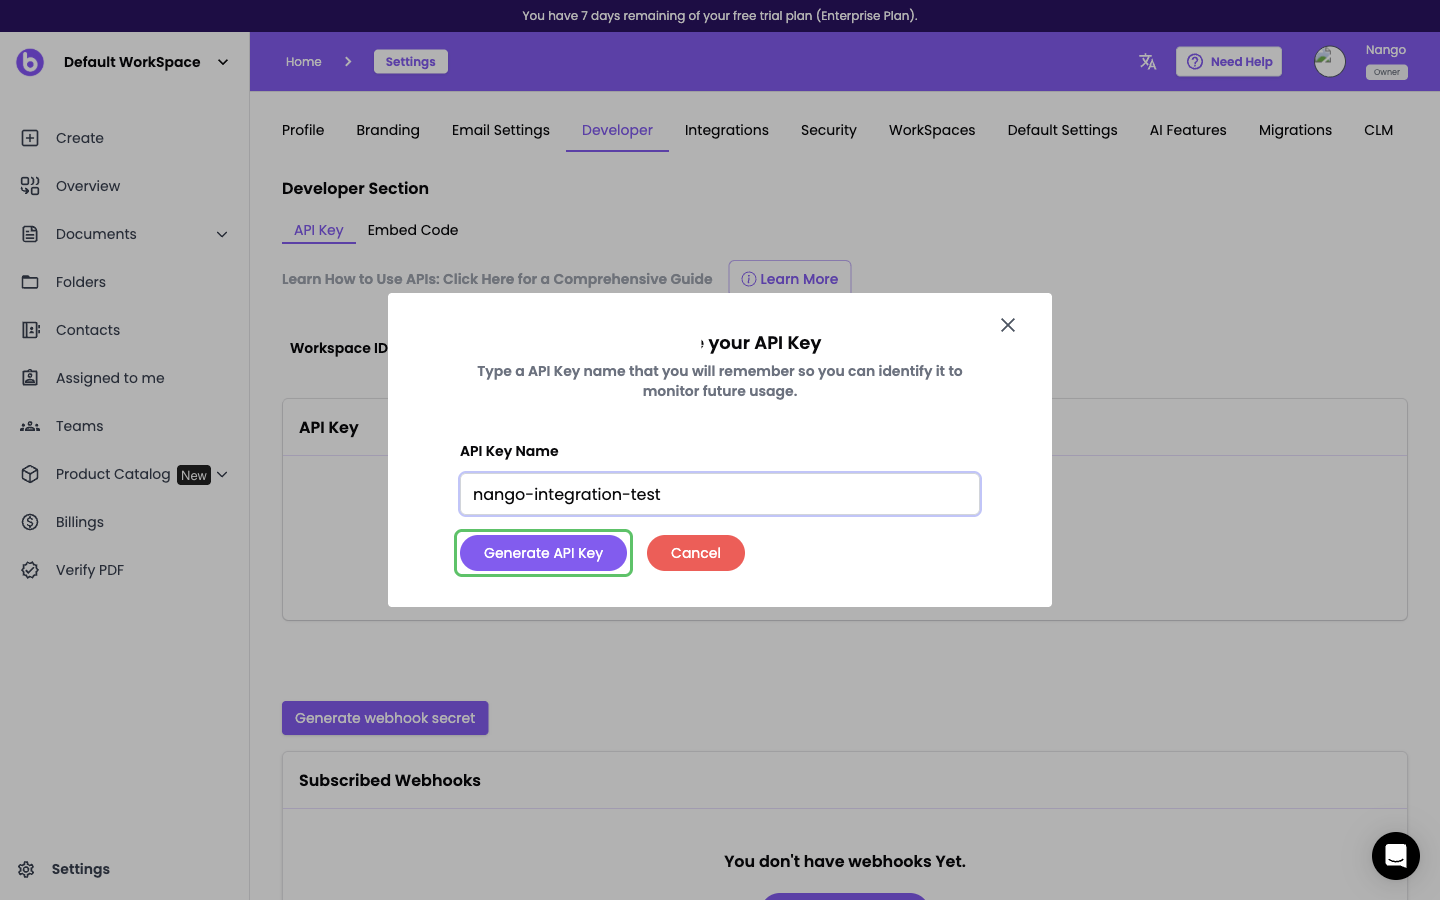 You have 7 days remaining of your free trial plan (Enterprise Plan).
Default WorkSpace
Home
Settings
Need Help
Nango
Owner
Create
Overview
Documents
Folders
Contacts
Assigned to me
Teams
Product Catalog New
Billings
Verify PDF
Settings
Profile Branding Email Settings Developer Integrations Security WorkSpaces Default Settings AI Features Migrations CLM
Developer Section
API Key Embed Code
Learn How to Use APIs: Click Here for a Comprehensive Guide Learn More
Workspace ID
API Key
your API Key
Type a API Key name that you will remember so you can identify it to
monitor future usage.
API Key Name
nango-integration-test
Generate API Key Cancel
Generate webhook secret
Subscribed Webhooks
You don't have webhooks Yet.